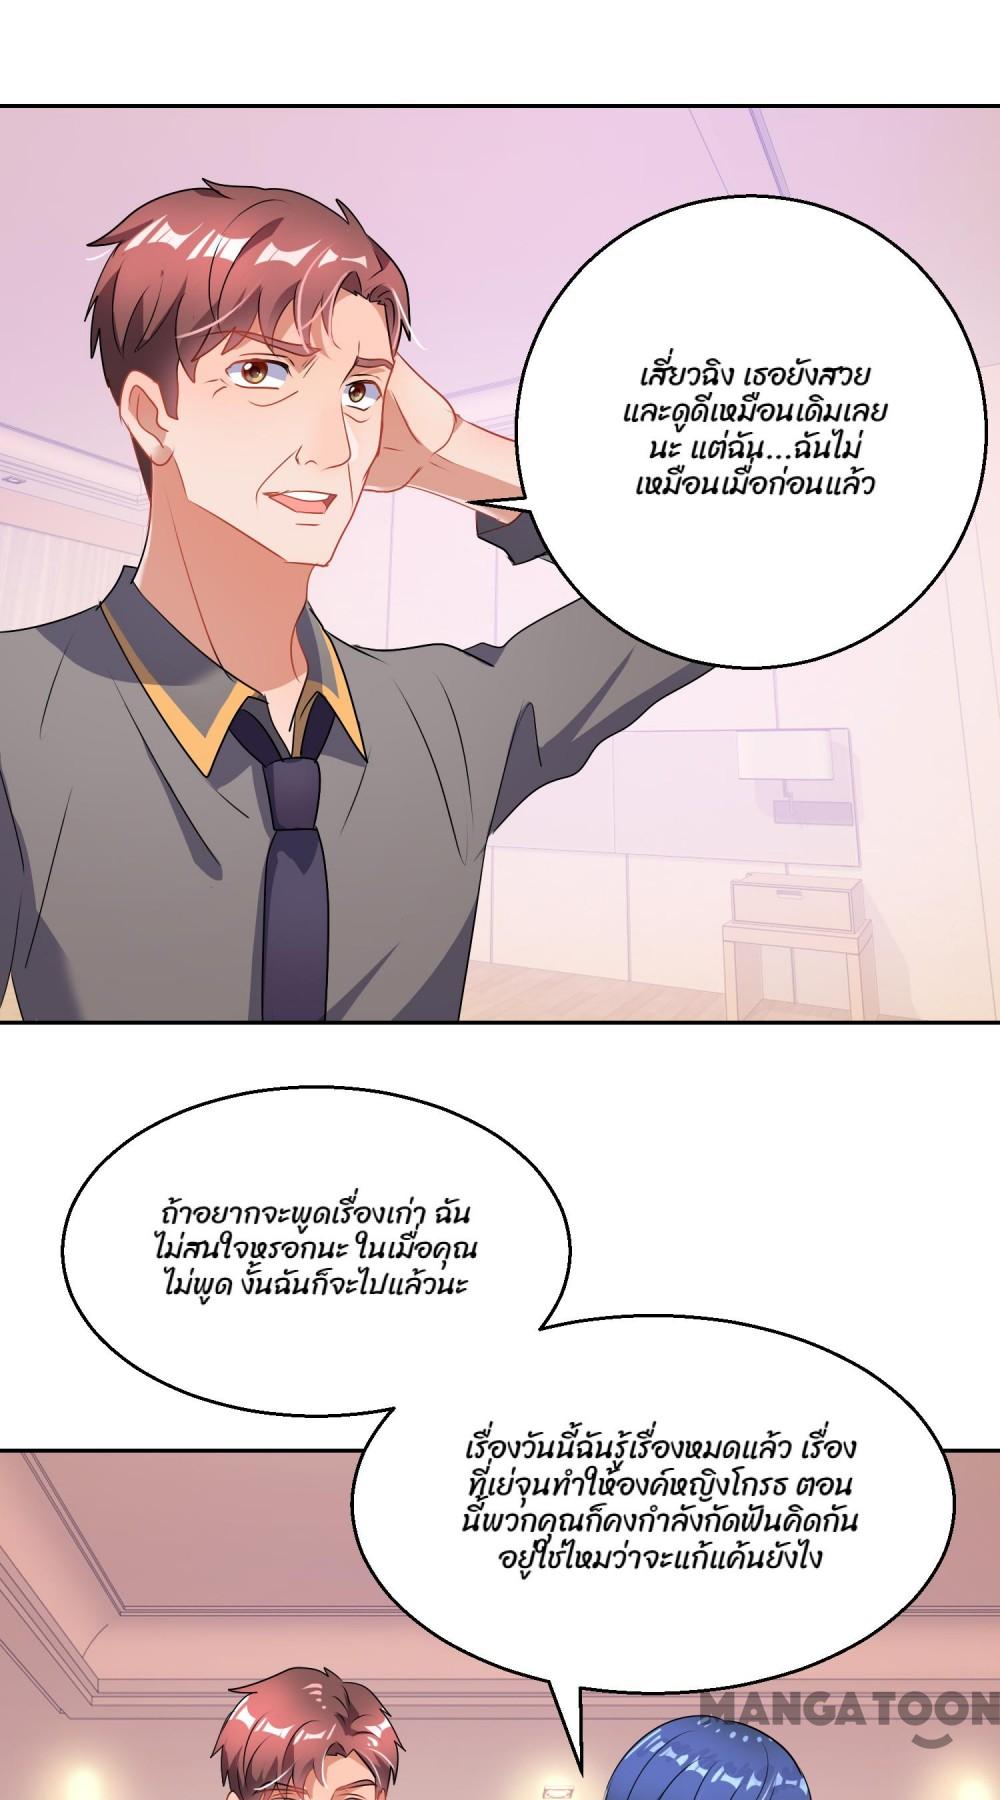 เสี่ยวฉิง เธอยังสวย
และดูดีเหมือนเดิมเลย
นะ แต่ฉัน...ฉันไม่
เหมือนเมื่อก่อนแล้ว
ถ้าอยากจะพูดเรื่องเก่า ฉัน
ไม่สนใจหรอกนะ ในเมื่อคุณ
ไม่พูด งั้นฉันก็จะไปแล้วนะ
เรื่องวันนี้ฉันรู้เรื่องหมดแล้ว เรื่อง
ที่เย่จุนทำให้องค์หญิงโกรธ ตอน
นี้พวกคุณก็คงกำลังกัดฟันคิดกัน
อยู่ใช่ไหมว่าจะแก้แค้นยังไง
MANGATOON